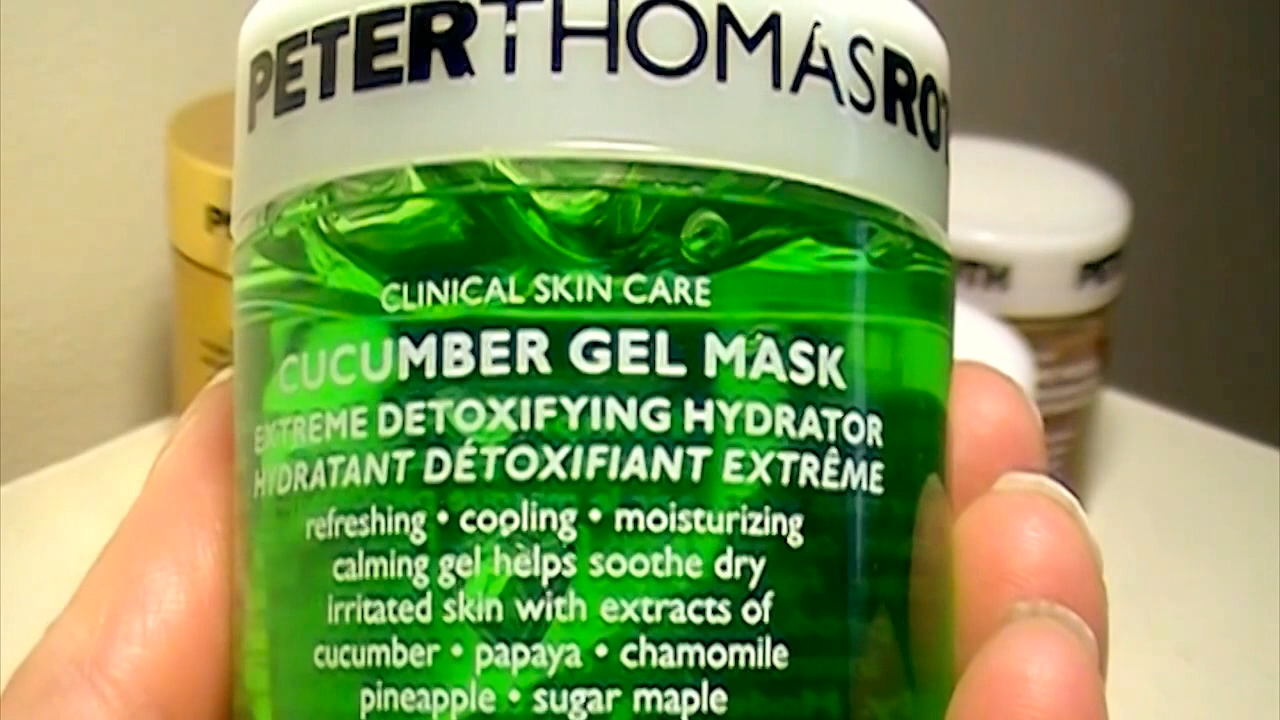 PETERTHOMASRO
CLINICAL SKIN CARE
CUCUMBER GEL MASK
EXTREME DETOXIFYING HYDRATOR
HYDRATANT DÉTOXIFIANT EXTRÊME
refreshing • cooling • moisturizing
calming gel helps soothe dry
irritated skin with extracts of
cucumber • papaya • chamomile
pineapple • sugar maple